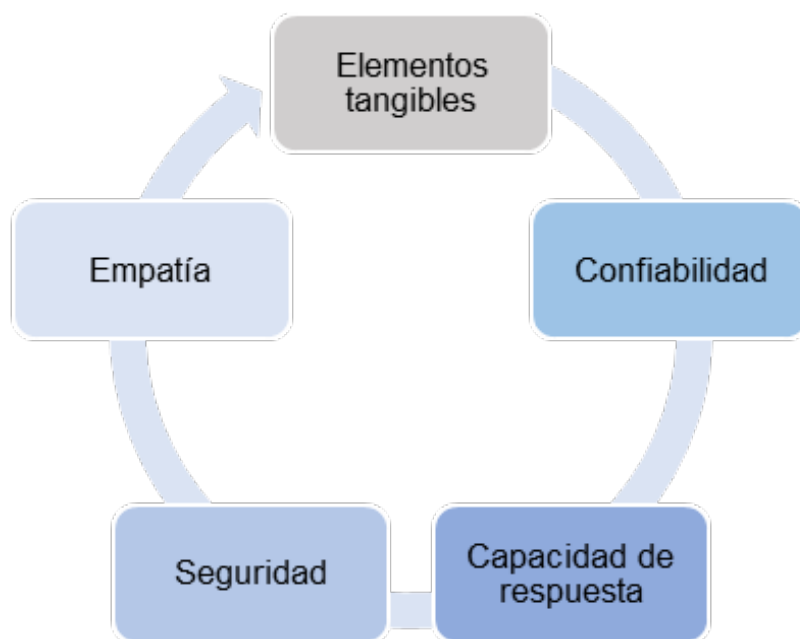 Elementos
tangibles
Confiabilidad
Capacidad de
respuesta
Seguridad
Empatía